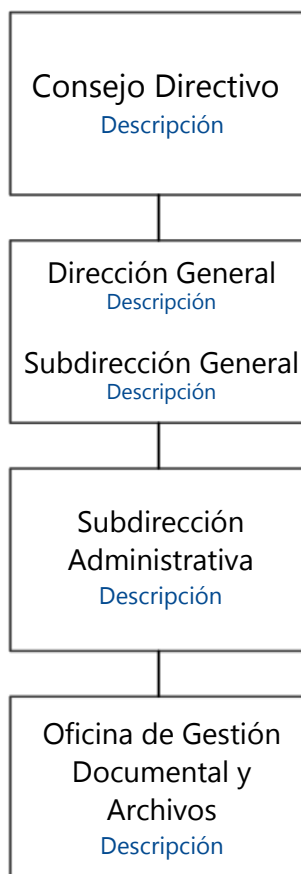 Consejo Directivo
Descripción
Dirección General
Descripción
Subdirección General
Descripción
Subdirección
Administrativa
Descripción
Oficina de Gestión
Documental y
Archivos
Descripción